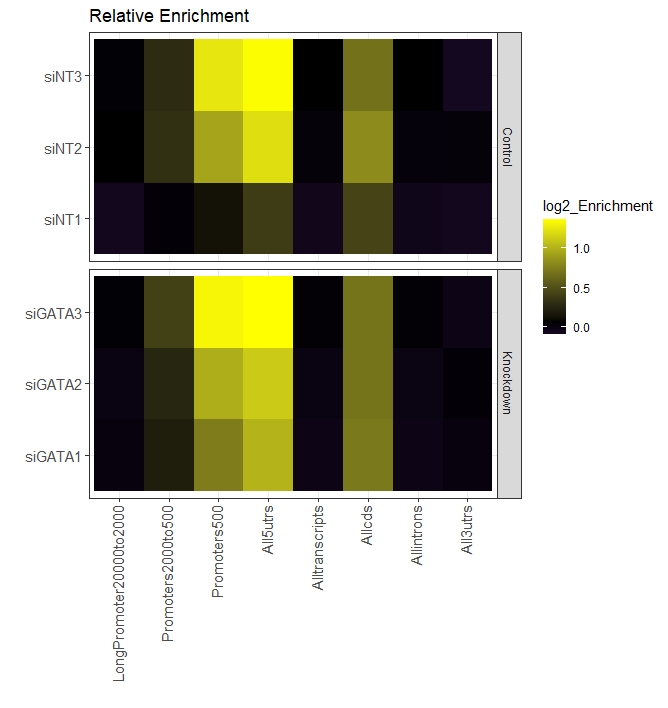 Relative Enrichment
siNT3
siNT2
siNT1
Control
siGATA3
siGATA2
siGATA1
Knockdown
log2_Enrichment
1.0
0.5
0.0
LongPromoter20000to2000
Promoters2000to500
Promoters500
All5utrs
Alltranscripts
Allcds
Allintrons
All3utrs